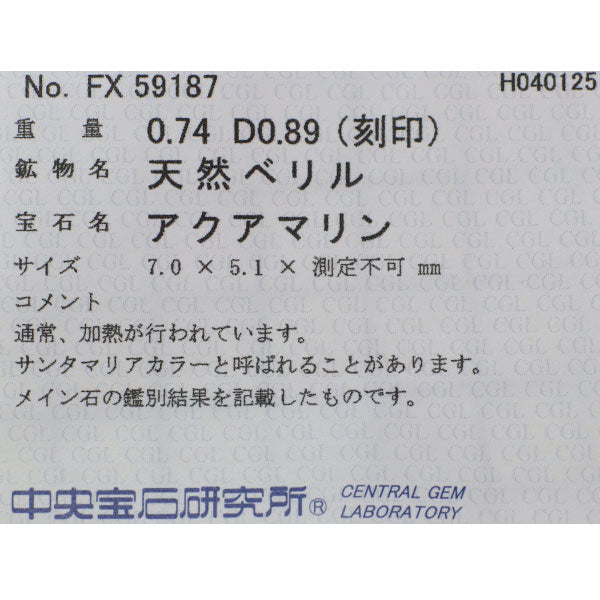 No. FX 59187 H040125
重量 0.74 D0.89 (刻印)
鉱物名 天然ベリル
宝石名 アクアマリン
サイズ 7.0 × 5.1 × 測定不可 mm
コメント
通常、加熱が行われています。
サンタマリアカラーと呼ばれることがあります。
メイン石の鑑別結果を記載したものです。
中央宝石研究所® CENTRAL GEM LABORATORY